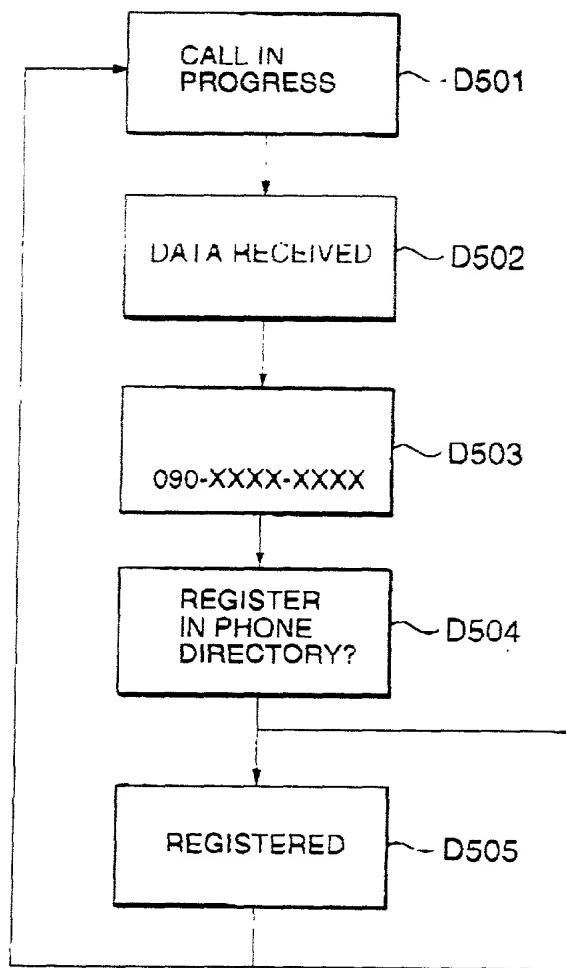 CALL IN
PROGRESS
D501
DATA RECEIVED
D502
090-XXXX-XXXX
D503
REGISTER
IN PHONE
DIRECTORY?
D504
REGISTERED
D505